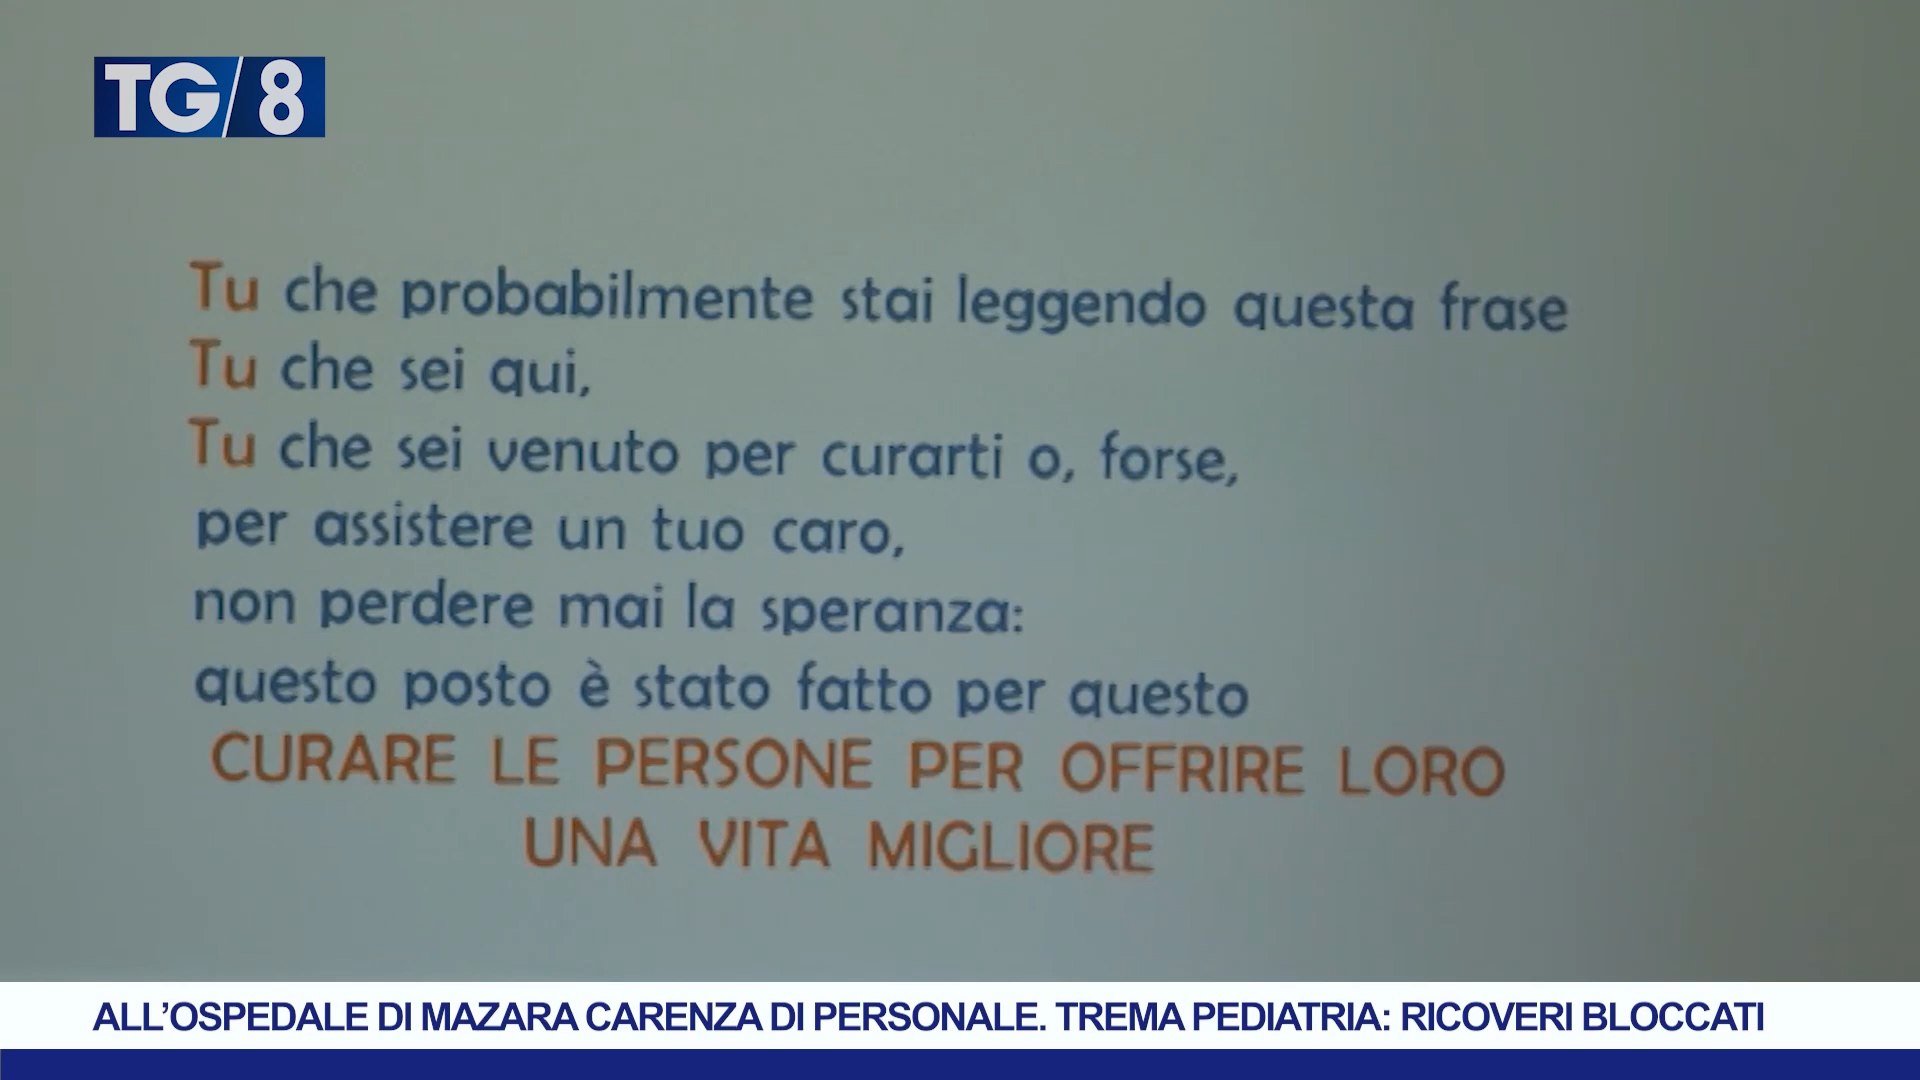 TG/8
Tu che probabilmente stai leggendo questa frase
Tu che sei qui,
Tu che sei venuto per curarti o, forse,
per assistere un tuo caro,
non perdere mai la speranza:
questo posto è stato fatto per questo
CURARE LE PERSONE PER OFFRIRE LORO
UNA VITA MIGLIORE
ALL'OSPEDALE DI MAZARA CARENZA DI PERSONALE. TREMA PEDIATRIA: RICOVERI BLOCCATI